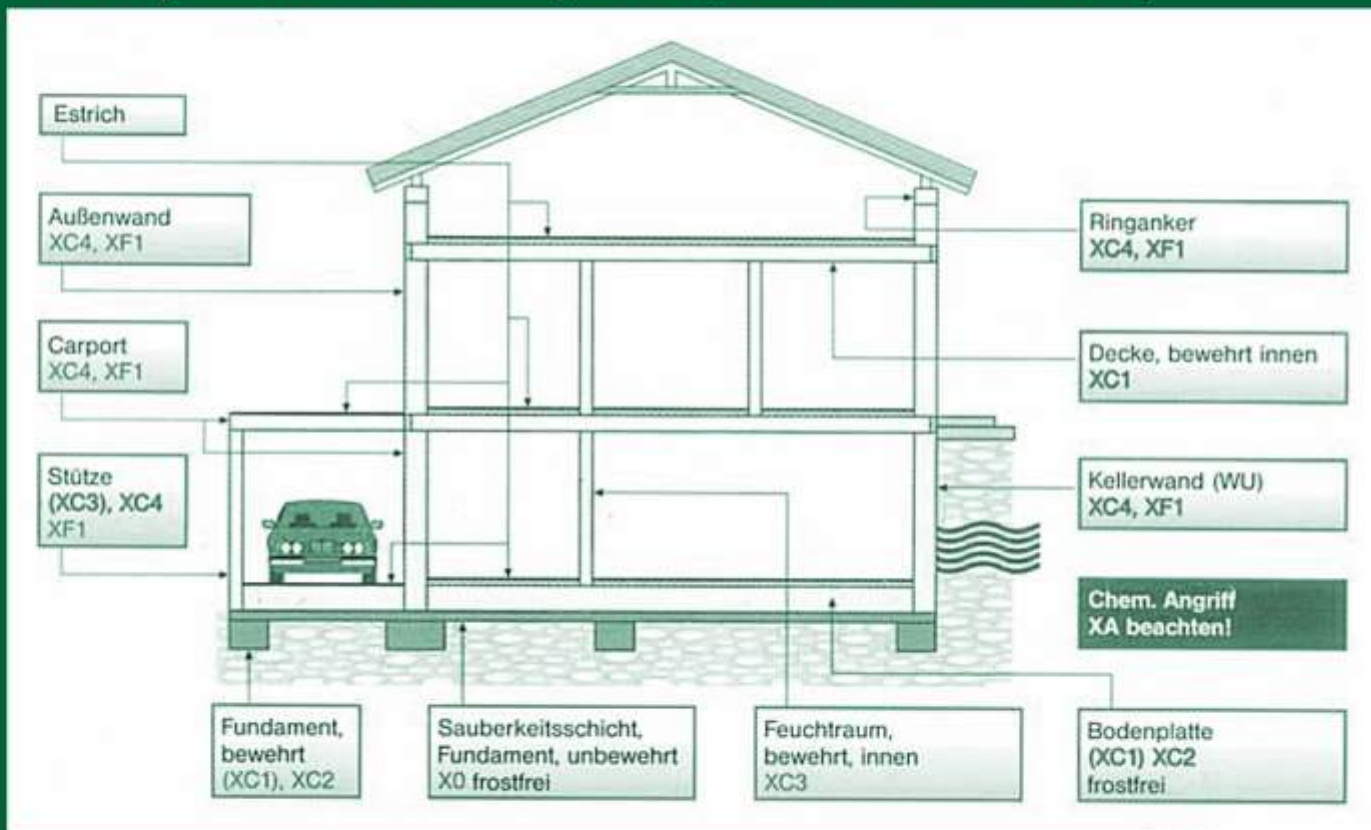 Estrich
Außenwand
XC4, XF1
Carport
XC4, XF1
Stütze
(XC3), XC4
XF1
Ringanker
XC4, XF1
Decke, bewehrt innen
XC1
Kellerwand (WU)
XC4, XF1
Chem. Angriff
XA beachten!
Fundament,
bewehrt
(XC1), XC2
Sauberkeitsschicht,
Fundament, unbewehrt
X0 frostfrei
Feuchtraum,
bewehrt, innen
XC3
Bodenplatte
(XC1) XC2
frostfrei